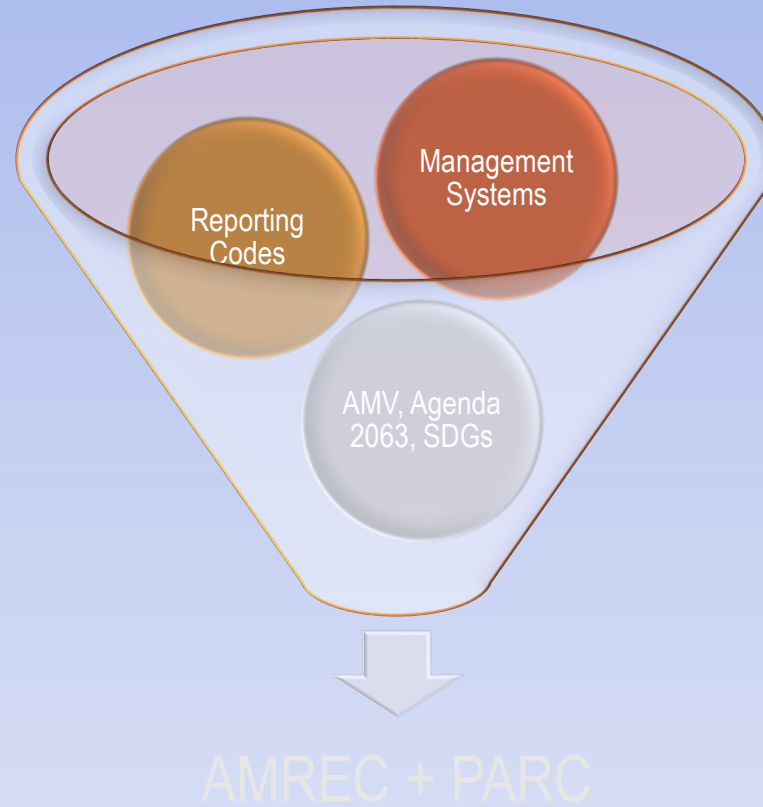 Management
Systems
Reporting
Codes
AMV, Agenda
2063, SDGs
AMREC + PARC